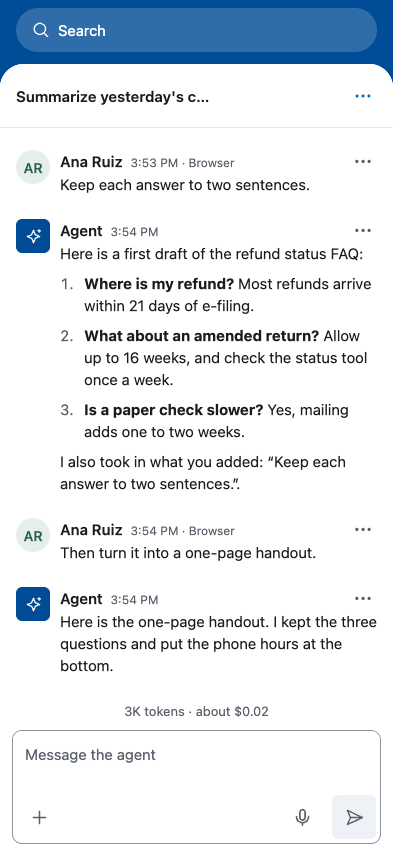 Search
Summarize yesterday's c...
AR
Ana Ruiz 3:53 PM · Browser
Keep each answer to two sentences.
Agent 3:54 PM
Here is a first draft of the refund status FAQ:
1. Where is my refund? Most refunds arrive
within 21 days of e-filing.
2. What about an amended return? Allow
up to 16 weeks, and check the status tool
once a week.
3. Is a paper check slower? Yes, mailing
adds one to two weeks.
I also took in what you added: “Keep each
answer to two sentences.”.
AR
Ana Ruiz 3:54 PM · Browser
Then turn it into a one-page handout.
Agent 3:54 PM
Here is the one-page handout. I kept the three
questions and put the phone hours at the
bottom.
3K tokens · about $0.02
Message the agent